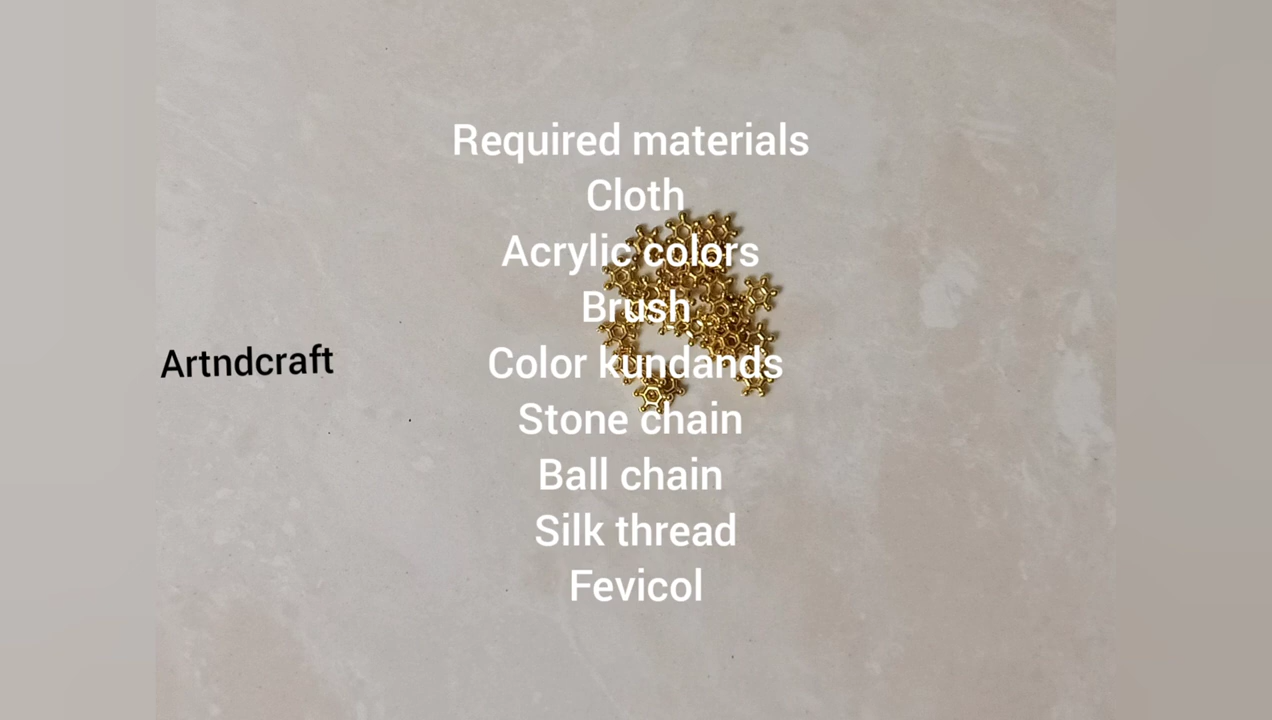 Required materials
Cloth
Acrylic colors
Brush
Color kundands
Stone chain
Ball chain
Silk thread
Fevicol
Artndcraft